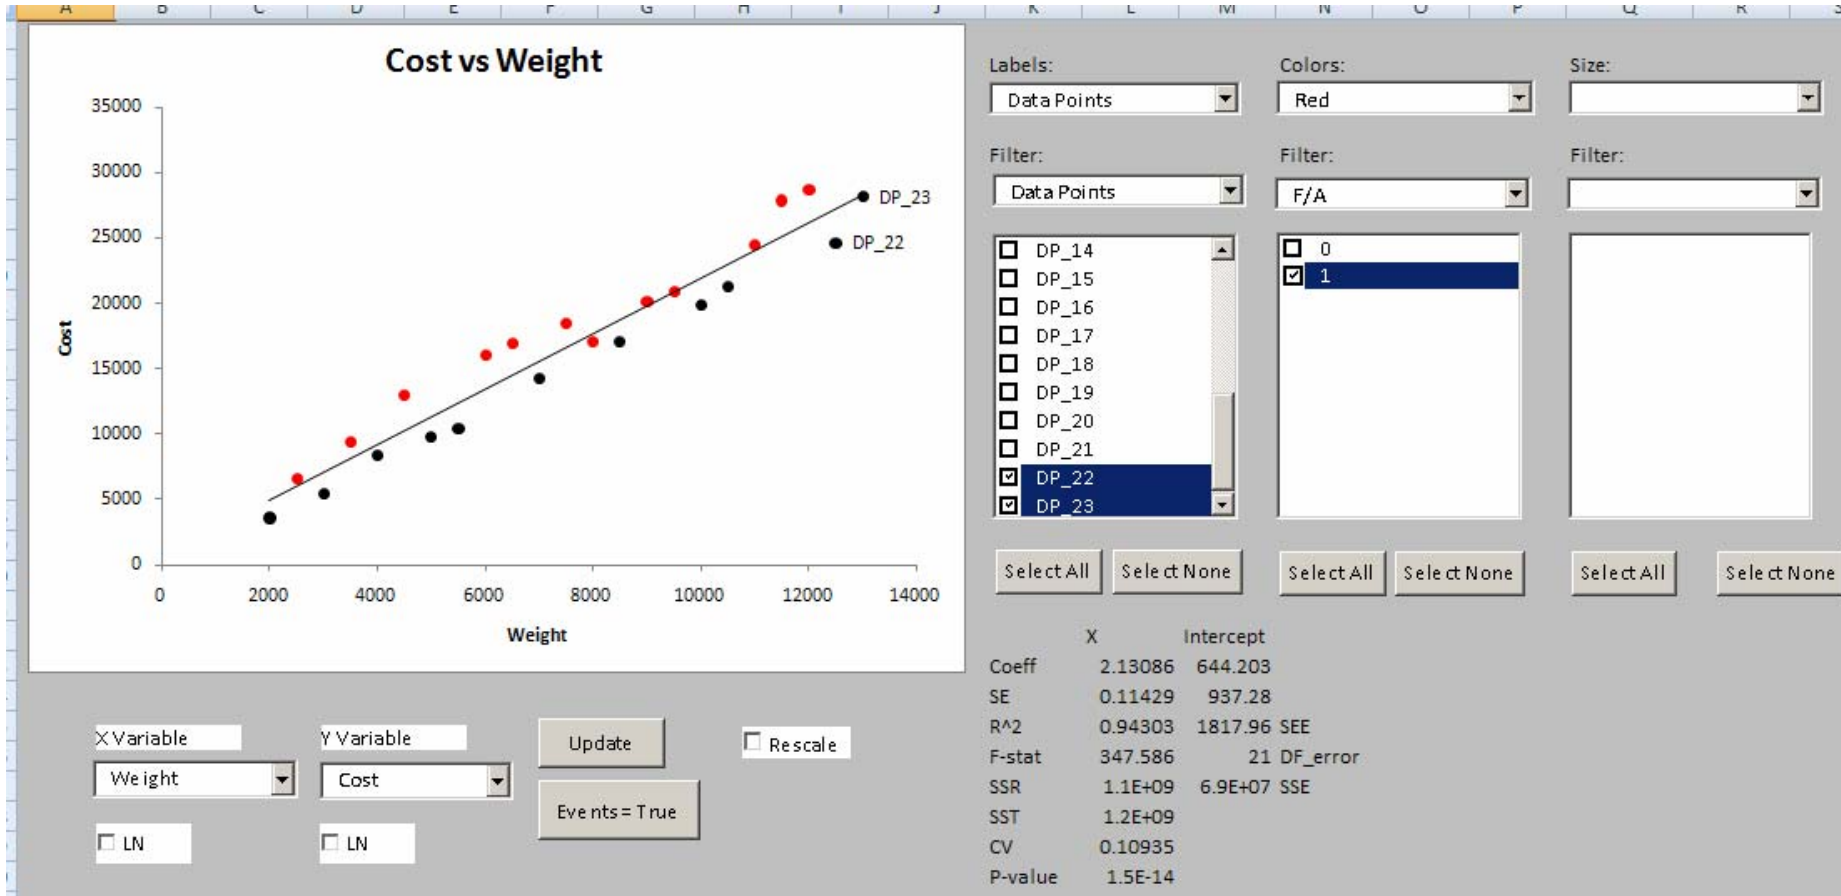 A B C D E F G H I J K L M N O P Q R S
Cost vs Weight
35000
30000
25000
20000
15000
10000
5000
0
Cost
DP_23
DP_22
0 2000 4000 6000 8000 10000 12000 14000
Weight
Labels: Colors: Size:
Data Points Red
Filter: Filter: Filter:
Data Points F/A
DP_14 0
DP_15 1
DP_16
DP_17
DP_18
DP_19
DP_20
DP_21
DP_22
DP_23
Select All Select None Select All Select None Select All Select None
X Intercept
Coeff 2.13086 644.203
SE 0.11429 937.28
R^2 0.94303 1817.96 SEE
F-stat 347.586 21 DF_error
SSR 1.1E+09 6.9E+07 SSE
SST 1.2E+09
CV 0.10935
P-value 1.5E-14
X Variable Y Variable Update Rescale
Weight Cost
Events=True
LN LN